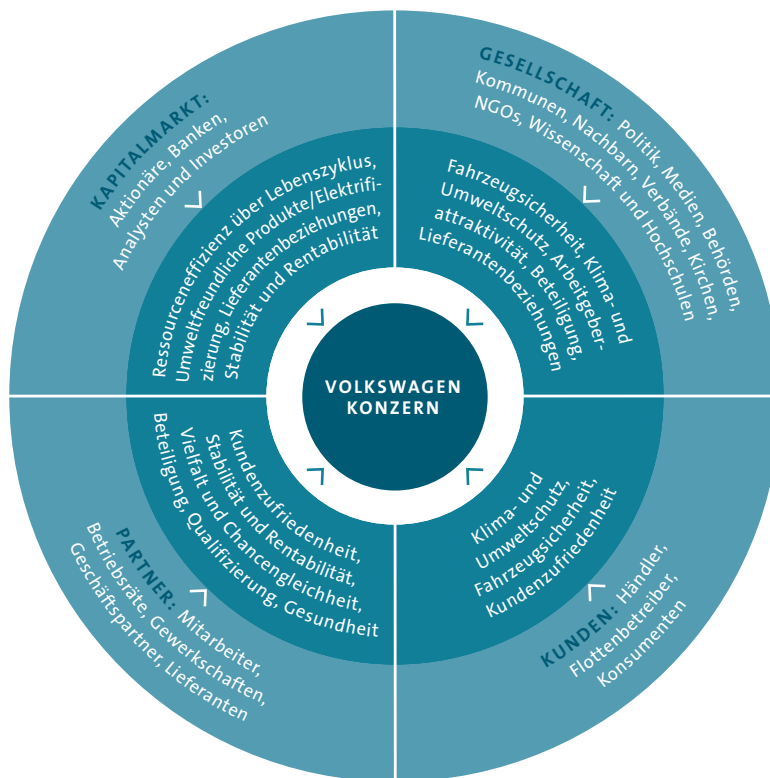 KAPITALMARKT:
Aktionäre, Banken,
Analysten und Investoren
Ressourceneffizienz über Lebenszyklus,
Umweltfreundliche Produkte/Elektrifi-
zierung, Lieferantenbeziehungen,
Stabilität und Rentabilität
GESELLSCHAFT: Politik, Medien, Behörden,
Kommunen, Nachbarn, Verbände, Kirchen,
NGOs, Wissenschaft und Hochschulen
Fahrzeugsicherheit, Klima- und
Umweltschutz, Arbeitgeber-
attraktivität, Beteiligung,
Lieferantenbeziehungen
VOLKSWAGEN
KONZERN
Kundenzufriedenheit,
Stabilität und Rentabilität,
Vielfalt und Chancengleichheit,
Beteiligung, Qualifizierung, Gesundheit
PARTNER: Mitarbeiter,
Betriebsräte, Gewerkschaften,
Geschäftspartner, Lieferanten
Klima- und
Umweltschutz,
Fahrzeugsicherheit,
Kundenzufriedenheit
KUNDEN: Händler,
Flottenbetreiber,
Konsumenten